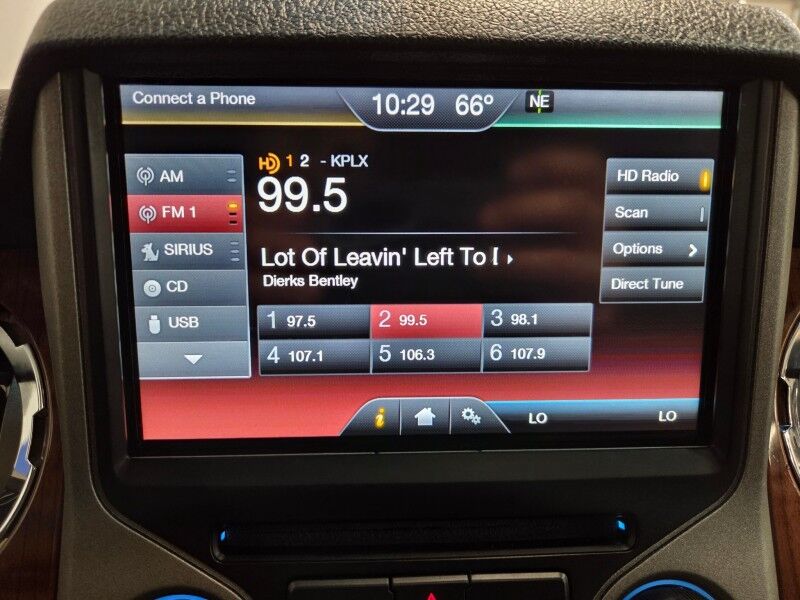 Connect a Phone
10:29 66° NE
HD 1 2 - KPLX
99.5
Lot Of Leavin' Left To
Dierks Bentley
AM
FM 1
SIRIUS
CD
USB
HD Radio
Scan
Options
Direct Tune
1 97.5 2 99.5 3 98.1
4 107.1 5 106.3 6 107.9
i
LO LO